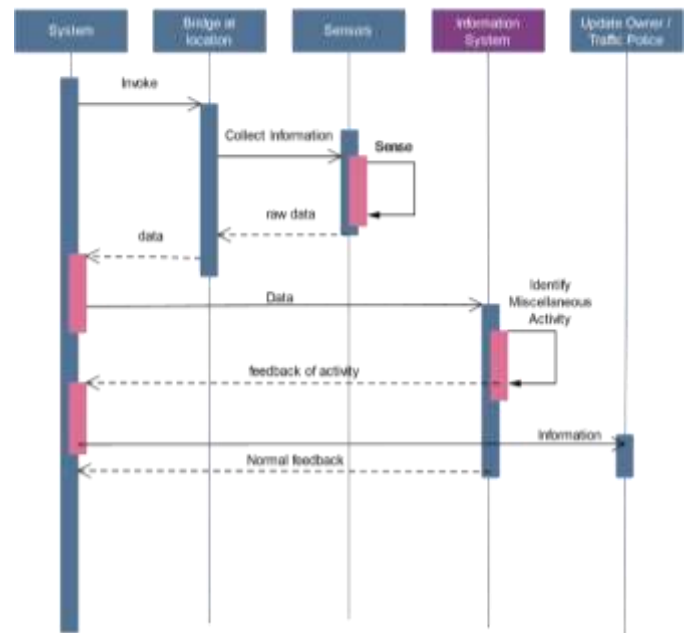 System
Bridge at
location
Sensors
Information
System
Update Owner /
Traffic Police
Invoke
Collect Information
Sense
raw data
data
Data
Identify
Miscellaneous
Activity
feedback of activity
Information
Normal feedback